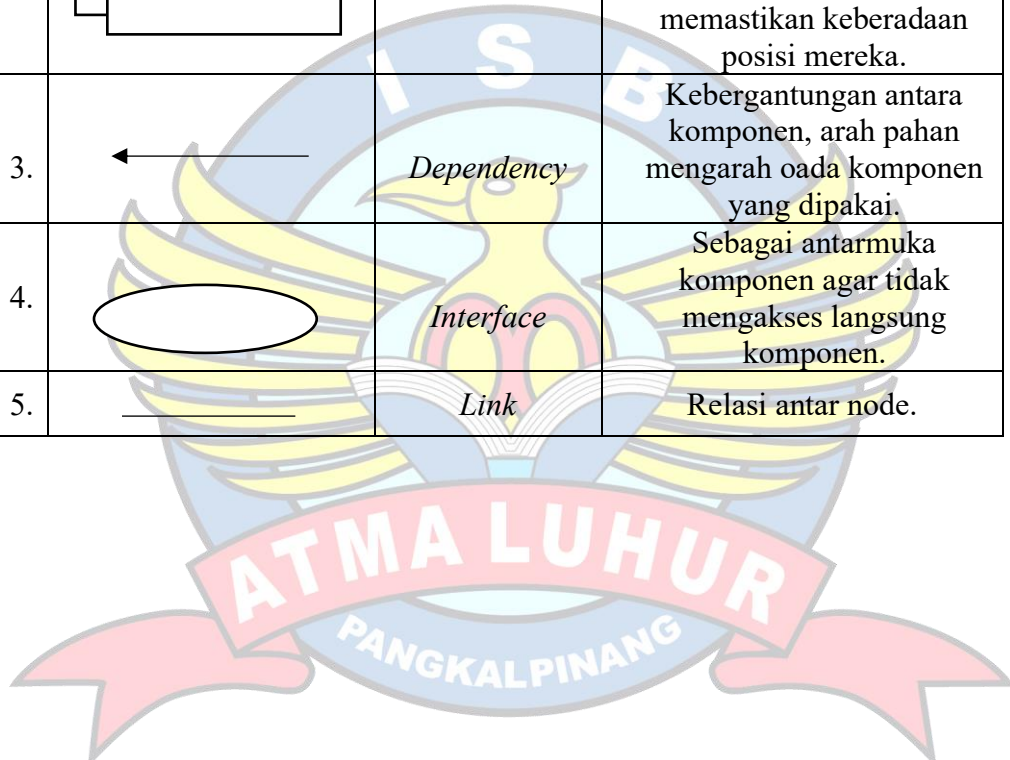 memastikan keberadaan
posisi mereka.
3.
Dependency
Kebergantungan antara
komponen, arah pahan
mengarah oada komponen
yang dipakai.
4.
Interface
Sebagai antarmuka
komponen agar tidak
mengakses langsung
komponen.
5.
Link
Relasi antar node.
I S B
ATMA LUHUR
PANGKALPINANG